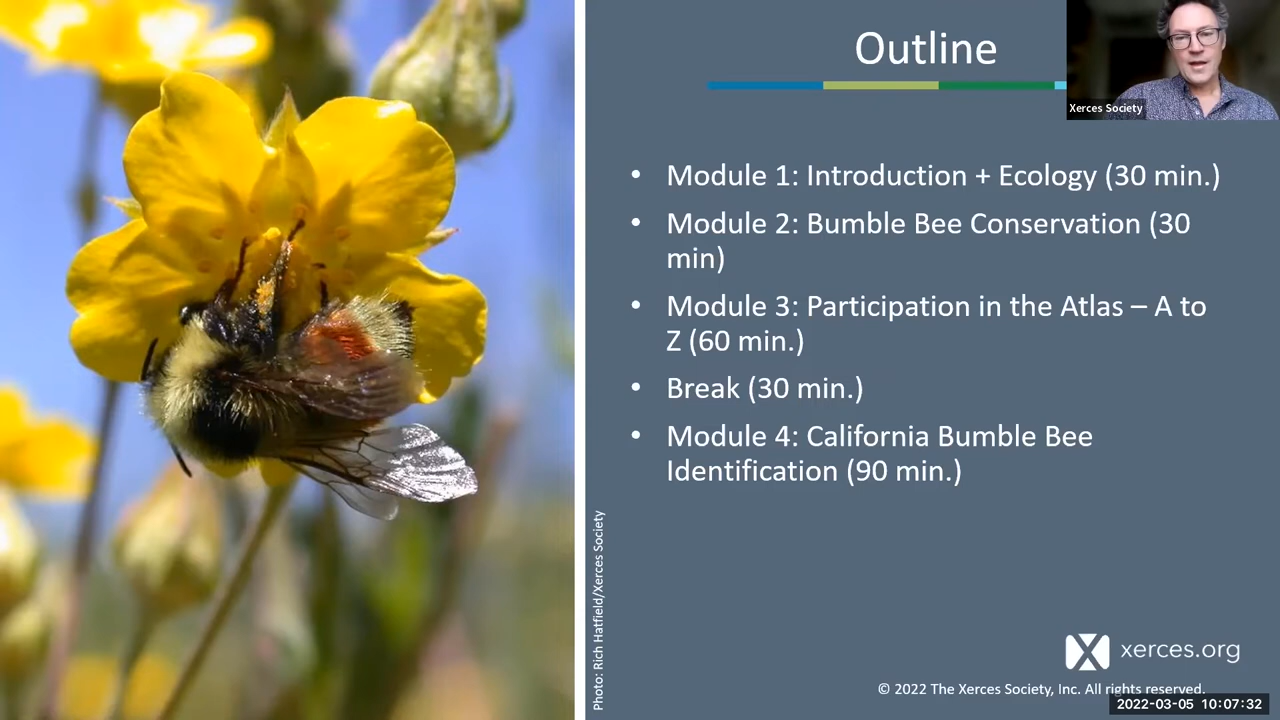 Outline
Xerces Society
• Module 1: Introduction + Ecology (30 min.)
• Module 2: Bumble Bee Conservation (30
min)
• Module 3: Participation in the Atlas – A to
Z (60 min.)
• Break (30 min.)
• Module 4: California Bumble Bee
Identification (90 min.)
Photo: Rich Hatfield/Xerces Society
xerces.org
© 2022 The Xerces Society, Inc. All rights reserved.
2022-03-05 10:07:32